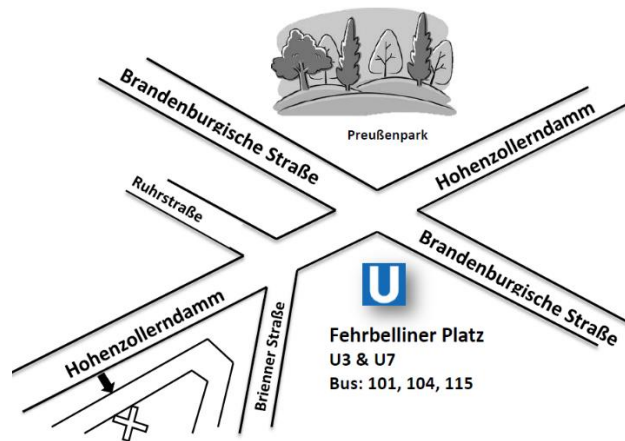 Preußenpark
Brandenburgische Straße
Hohenzollerndamm
Ruhrstraße
Brandenburgische Straße
Hohenzollerndamm
Brienner Straße
U
Fehrbelliner Platz
U3 & U7
Bus: 101, 104, 115